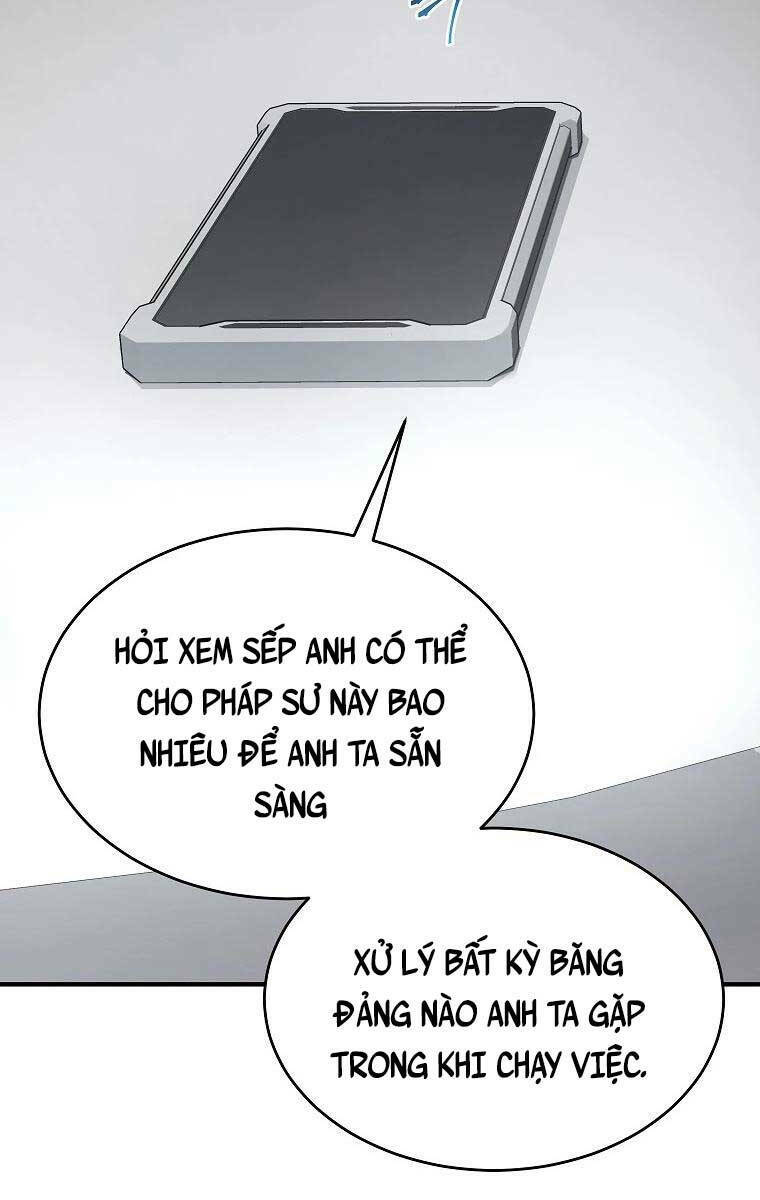 HỎI XEM SẾP ANH CÓ THỂ
CHO PHÁP SƯ NÀY BAO
NHIÊU ĐỂ ANH TA SẴN
SÀNG
XỬ LÝ BẤT KỲ BĂNG
ĐẢNG NÀO ANH TA GẶP
TRONG KHI CHẠY VIỆC.